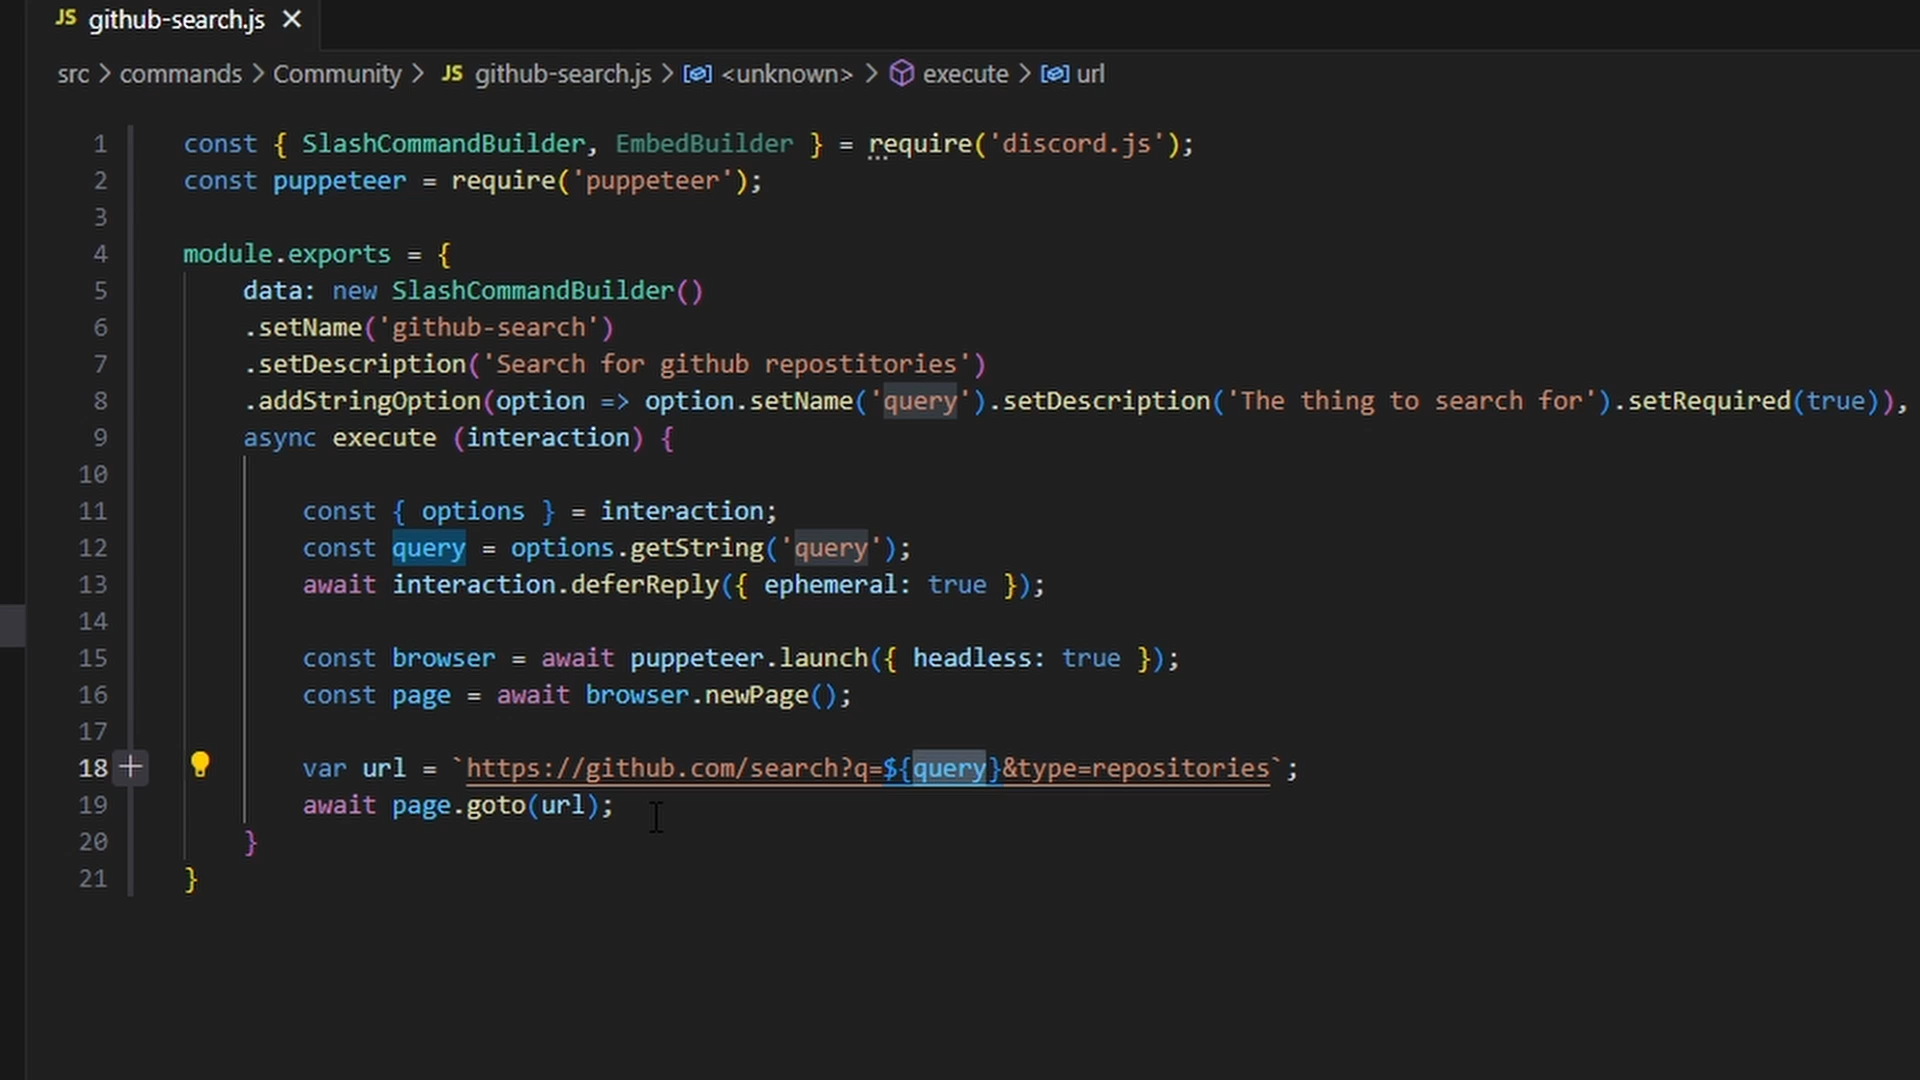 JS github-search.js ×
src > commands > Community > JS github-search.js > <unknown> > execute > url
1 const { SlashCommandBuilder, EmbedBuilder } = require('discord.js');
2 const puppeteer = require('puppeteer');
3
4 module.exports = {
5 data: new SlashCommandBuilder()
6 .setName('github-search')
7 .setDescription('Search for github repostitories')
8 .addStringOption(option => option.setName('query').setDescription('The thing to search for').setRequired(true)),
9 async execute (interaction) {
10
11 const { options } = interaction;
12 const query = options.getString('query');
13 await interaction.deferReply({ ephemeral: true });
14
15 const browser = await puppeteer.launch({ headless: true });
16 const page = await browser.newPage();
17
18 var url = `https://github.com/search?q=${query}&type=repositories`;
19 await page.goto(url);
20 }
21 }